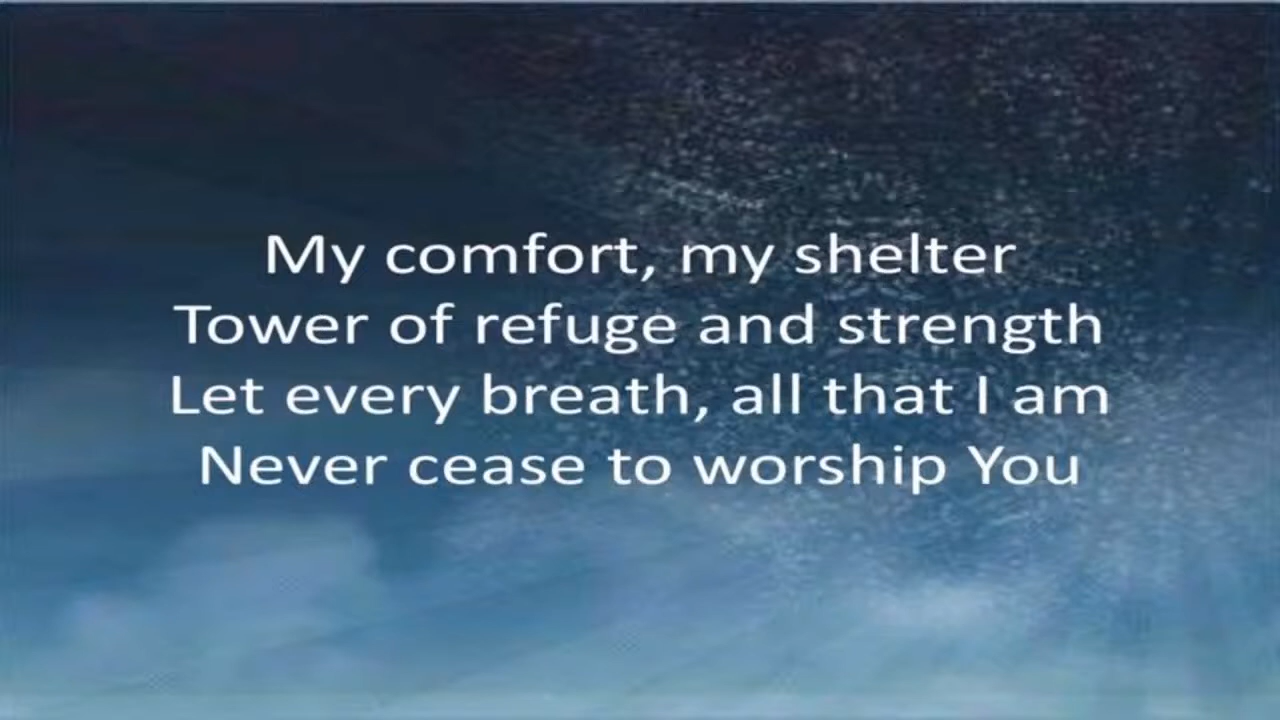 My comfort, my shelter
Tower of refuge and strength
Let every breath, all that I am
Never cease to worship You